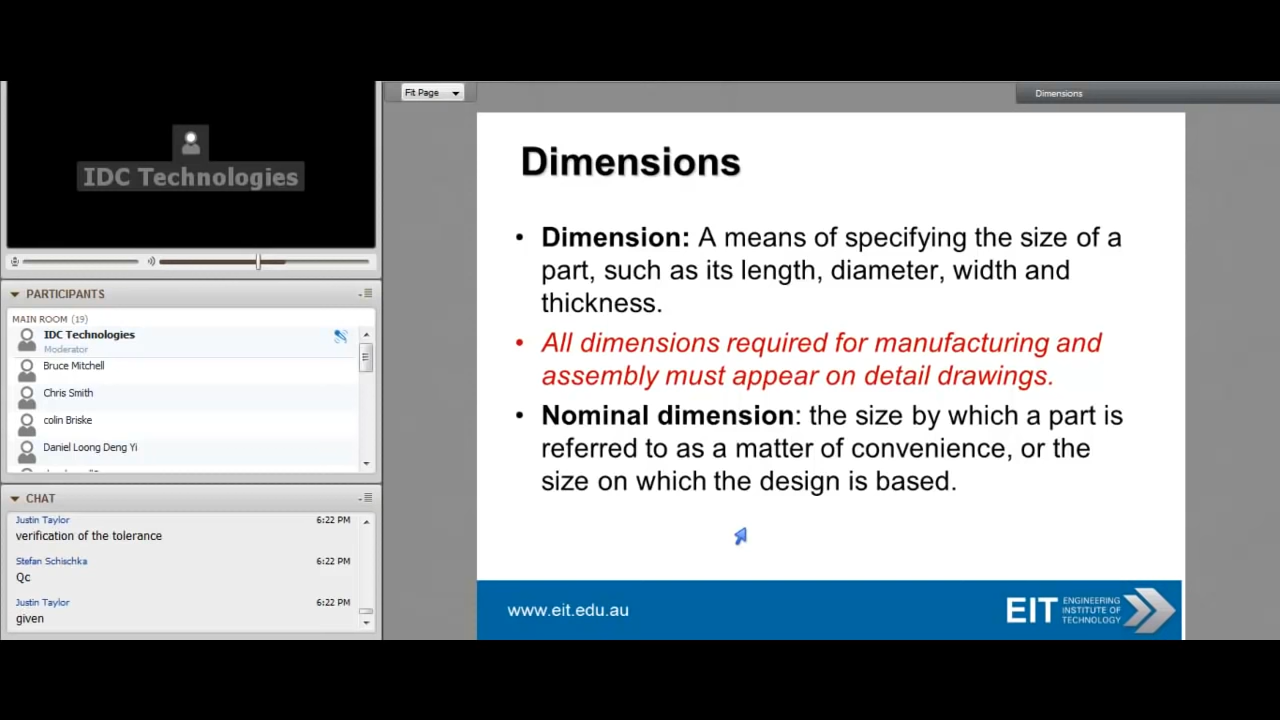 IDC Technologies
PARTICIPANTS
MAIN ROOM (19)
IDC Technologies
Moderator
Bruce Mitchell
Chris Smith
colin Briske
Daniel Loong Deng Yi
CHAT
Justin Taylor 6:22 PM
verification of the tolerance
Stefan Schischka 6:22 PM
Qc
Justin Taylor 6:22 PM
given
Fit Page
Dimensions
Dimensions
• Dimension: A means of specifying the size of a
part, such as its length, diameter, width and
thickness.
• All dimensions required for manufacturing and
assembly must appear on detail drawings.
• Nominal dimension: the size by which a part is
referred to as a matter of convenience, or the
size on which the design is based.
www.eit.edu.au
EIT
ENGINEERING
INSTITUTE OF
TECHNOLOGY